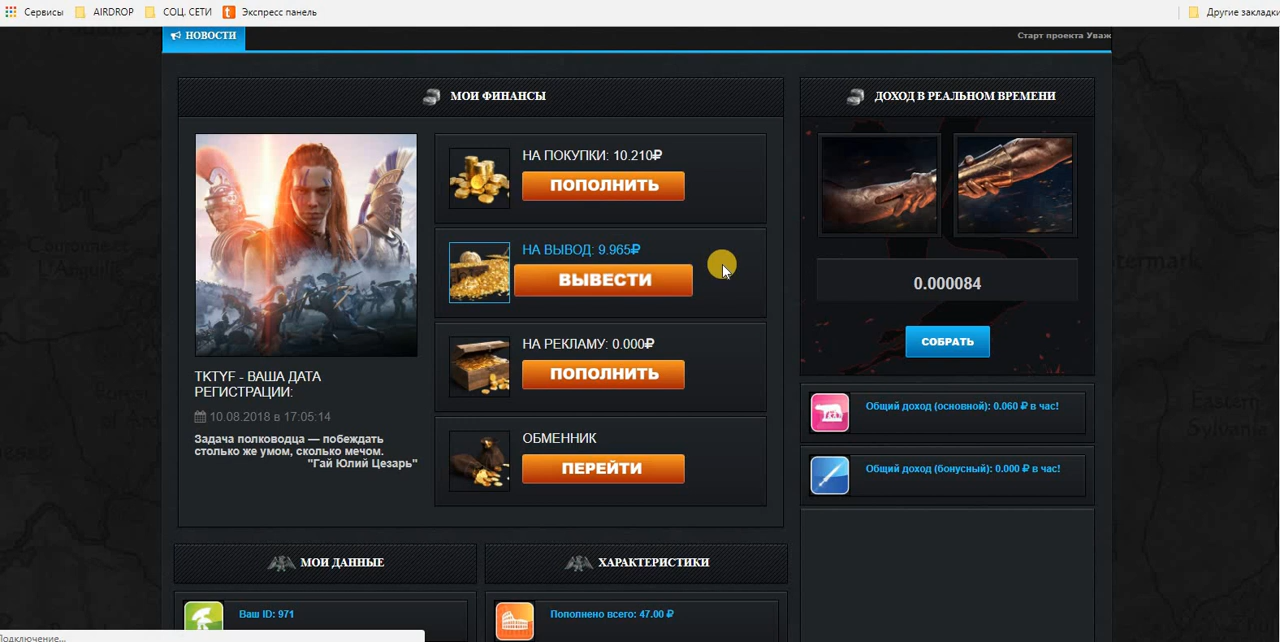 Сервисы
AIRDROP
СОЦ. СЕТИ
t
Экспресс панель
Другие закладки
НОВОСТИ
Старт проекта Уваж
МОИ ФИНАНСЫ
НА ПОКУПКИ: 10.210₽
ПОПОЛНИТЬ
НА ВЫВОД: 9.965₽
ВЫВЕСТИ
НА РЕКЛАМУ: 0.000₽
ПОПОЛНИТЬ
ОБМЕННИК
ПЕРЕЙТИ
TKTYF - ВАША ДАТА
РЕГИСТРАЦИИ:
10.08.2018 в 17:05:14
Задача полководца — побеждать
столько же умом, сколько мечом.
"Гай Юлий Цезарь"
ДОХОД В РЕАЛЬНОМ ВРЕМЕНИ
0.000084
СОБРАТЬ
Общий доход (основной): 0.060 ₽ в час!
Общий доход (бонусный): 0.000 ₽ в час!
МОИ ДАННЫЕ
Ваш ID: 971
ХАРАКТЕРИСТИКИ
Пополнено всего: 47.00 ₽
Подключение...
Eastern